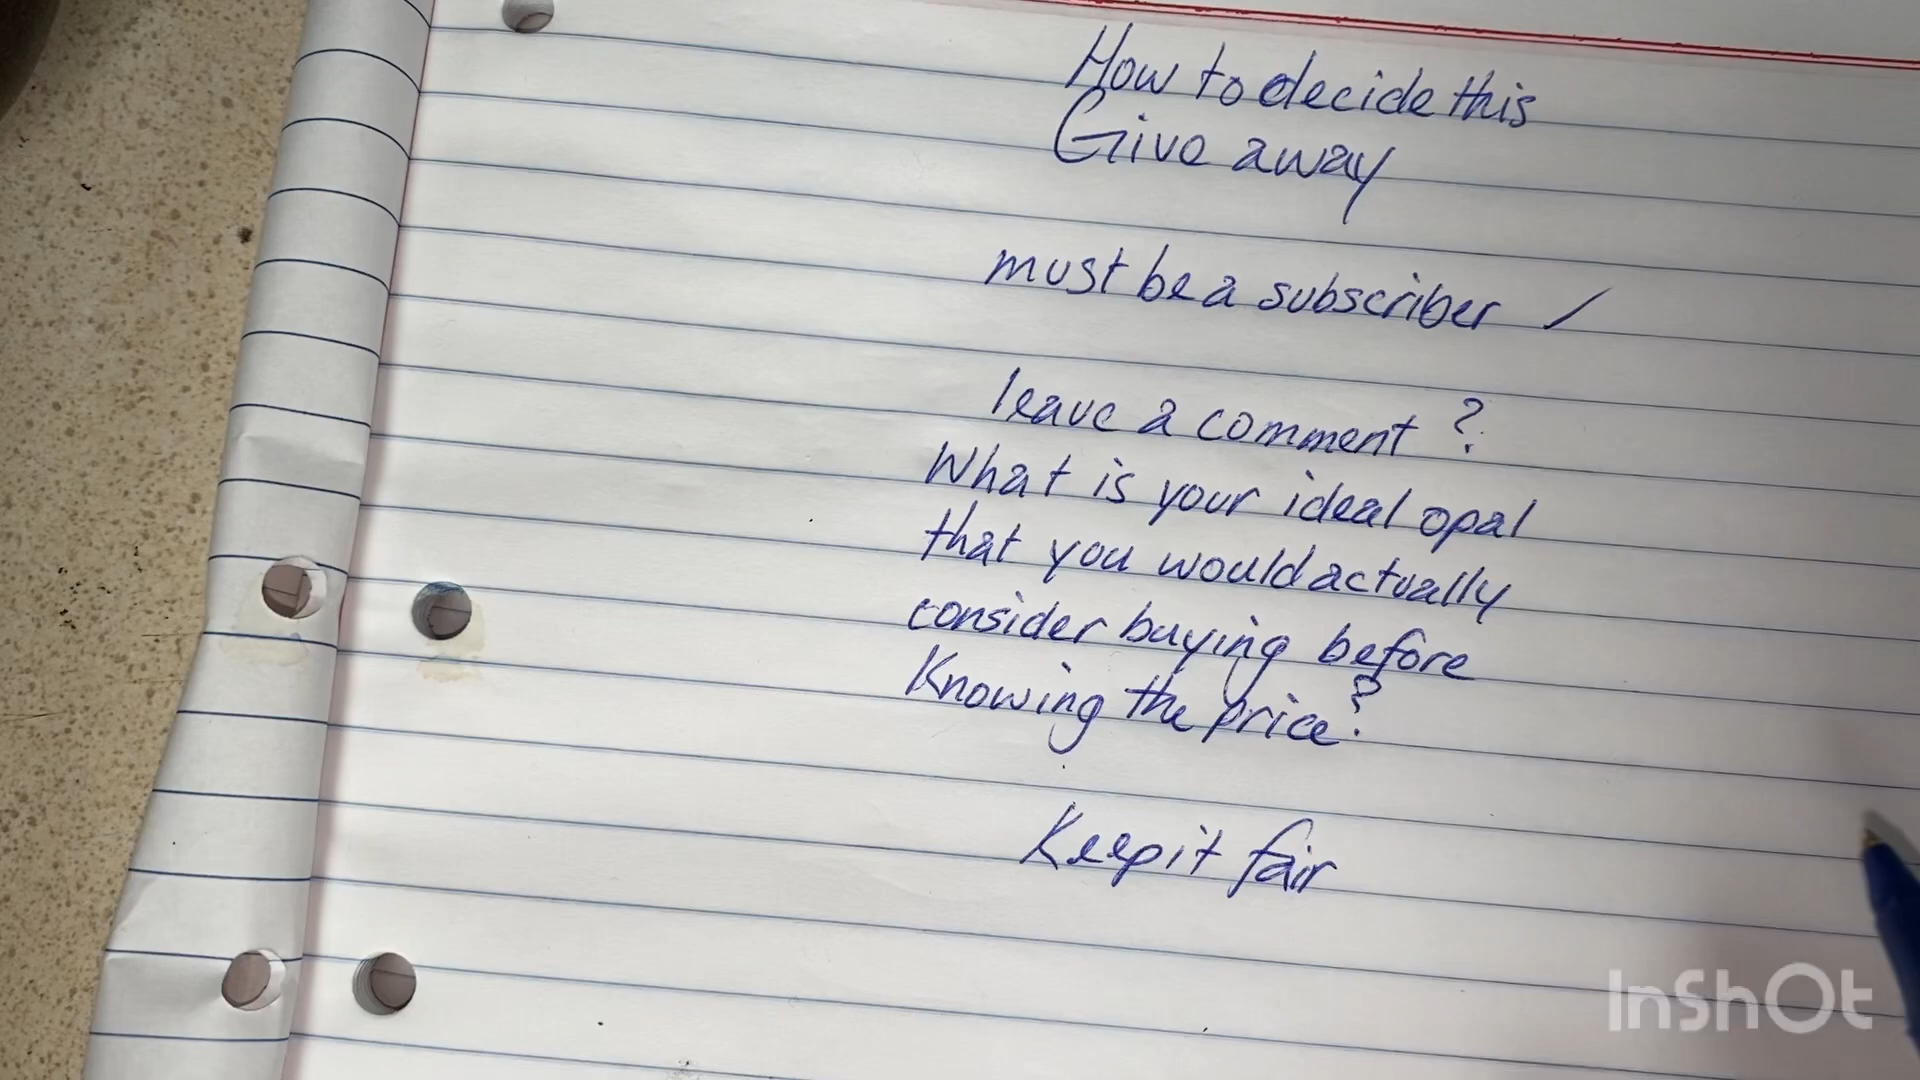 How to decide this
Give away
must be a subscriber ✓
leave a comment ?
What is your ideal opal
that you would actually
consider buying before
Knowing the price?
Keep it fair
InShOt